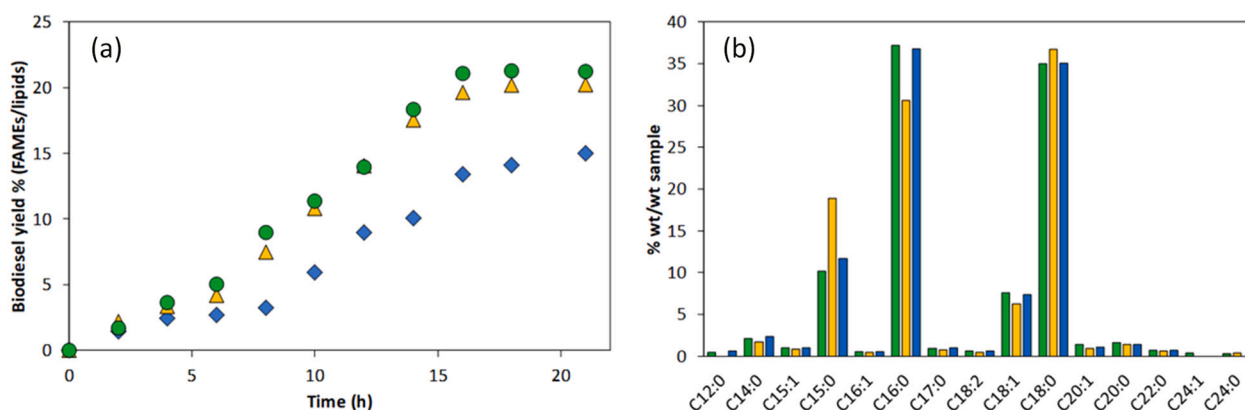 (a)
Biodiesel yield % (FAMEs/lipids)
25
20
15
10
5
0
0 5 10 15 20
Time (h)
(b)
% wt/wt sample
40
35
30
25
20
15
10
5
0
C12:0 C14:0 C15:1 C15:0 C16:1 C16:0 C17:0 C18:2 C18:1 C18:0 C20:1 C20:0 C22:0 C24:1 C24:0